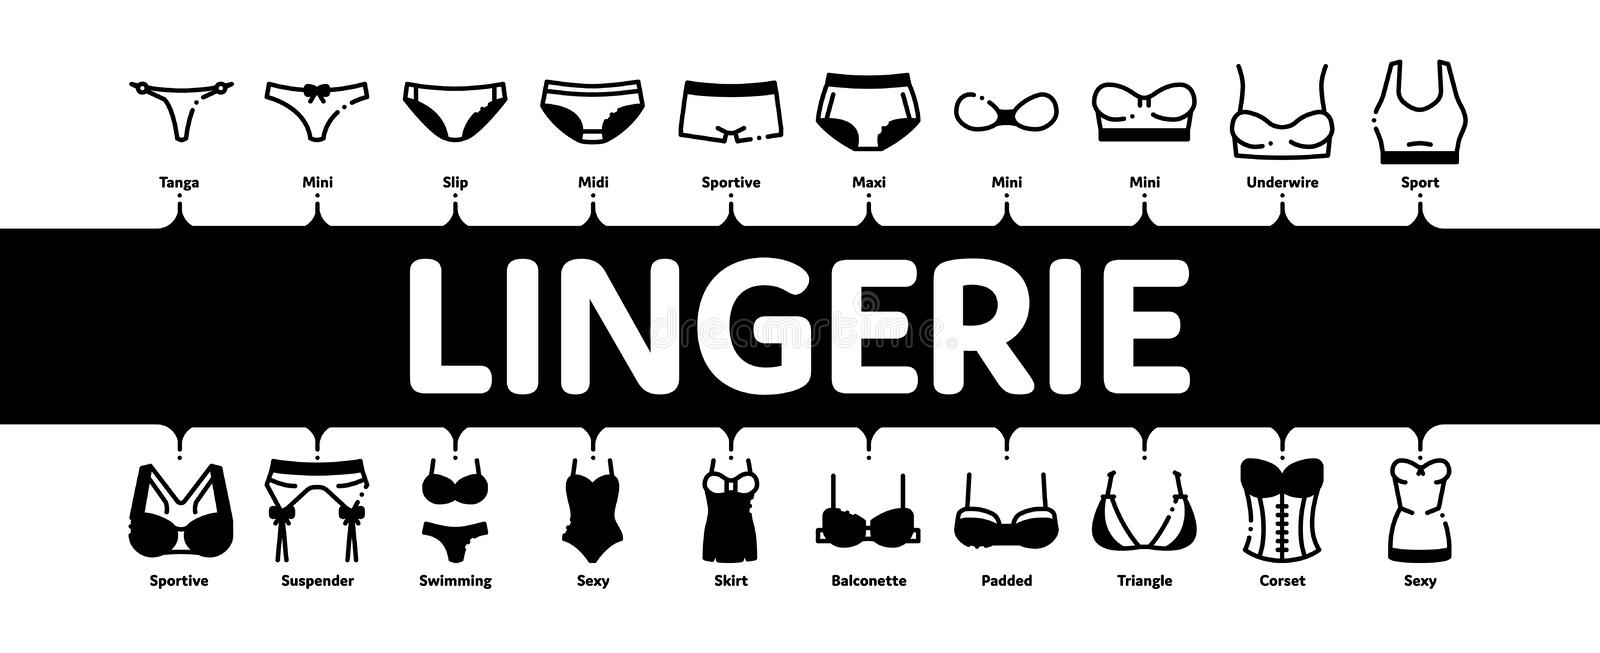 Tanga Mini Slip Midi Sportive Maxi Mini Mini Underwire Sport
LINGERIE
Sportive Suspender Swimming Sexy Skirt Balconette Padded Triangle Corset Sexy